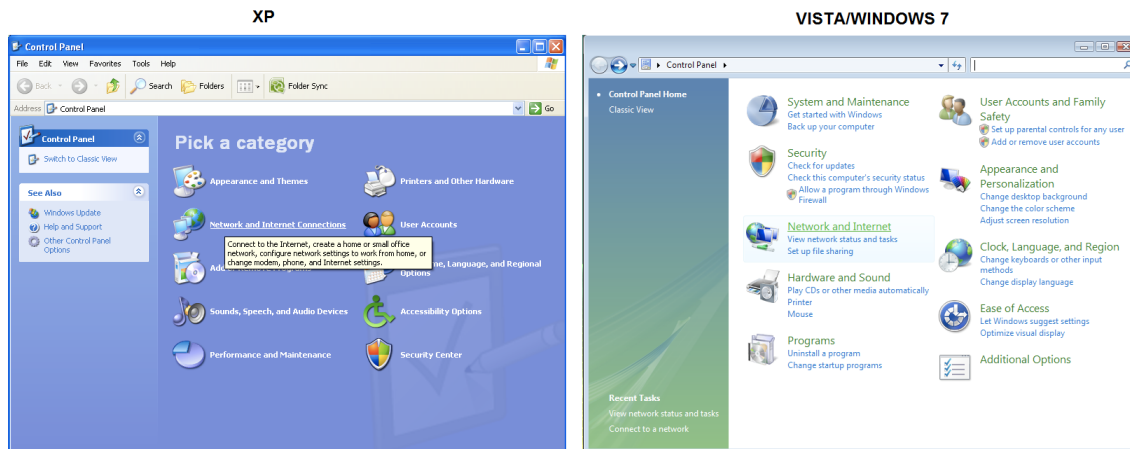 XP
VISTA/WINDOWS 7
Control Panel
File Edit View Favorites Tools Help
Back Search Folders Folder Sync
Address Control Panel Go
Control Panel
Switch to Classic View
See Also
Windows Update
Help and Support
Other Control Panel
Options
Pick a category
Appearance and Themes
Printers and Other Hardware
Network and Internet Connections
User Accounts
Connect to the Internet, create a home or small office
network, configure network settings to work from home, or
change modem, phone, and Internet settings.
Language, and Regional
Options
Sounds, Speech, and Audio Devices
Accessibility Options
Performance and Maintenance
Security Center
Control Panel
Control Panel Home
Classic View
Recent Tasks
View network status and tasks
Connect to a network
System and Maintenance
Get started with Windows
Back up your computer
Security
Check for updates
Check this computer's security status
Allow a program through Windows
Firewall
Network and Internet
View network status and tasks
Set up file sharing
Hardware and Sound
Play CDs or other media automatically
Printer
Mouse
Programs
Uninstall a program
Change startup programs
User Accounts and Family
Safety
Set up parental controls for any user
Add or remove user accounts
Appearance and
Personalization
Change desktop background
Change the color scheme
Adjust screen resolution
Clock, Language, and Region
Change keyboards or other input
methods
Change display language
Ease of Access
Let Windows suggest settings
Optimize visual display
Additional Options